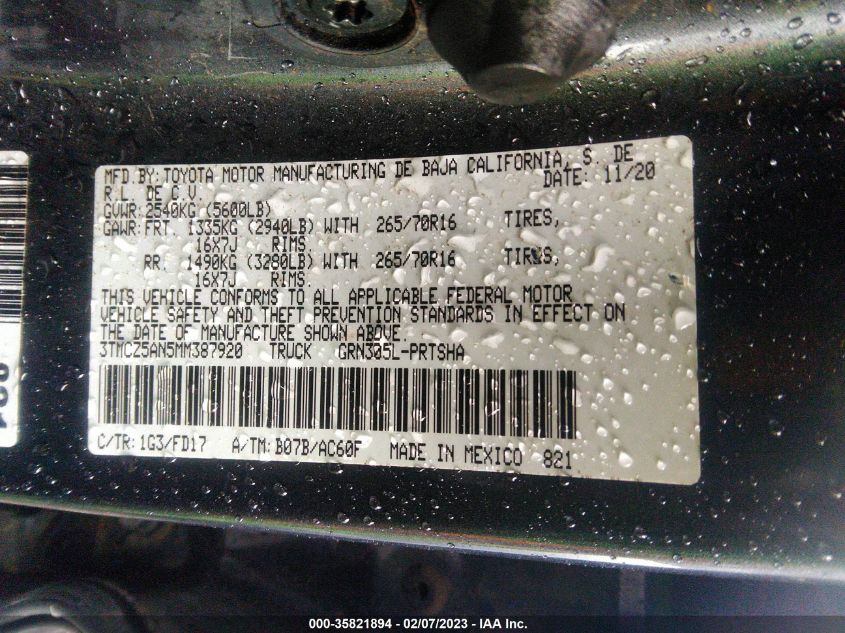 MFD.BY:TOYOTA MOTOR MANUFACTURING DE BAJA CALIFORNIA, S. DE
R L. DE C V. DATE: 11/20
GVWR:2540KG (5600LB)
GAWR:FRT. 1335KG (2940LB) WITH 265/70R16 TIRES,
16X7J RIMS.
RR. 1490KG (3280LB) WITH 265/70R16 TIRES,
16X7J RIMS.
THIS VEHICLE CONFORMS TO ALL APPLICABLE FEDERAL MOTOR
VEHICLE SAFETY AND THEFT PREVENTION STANDARDS IN EFFECT ON
THE DATE OF MANUFACTURE SHOWN ABOVE.
3TMCZ5AN5MM387920 TRUCK GRN305L-PRTSHA
C/TR:1G3/FD17 A/TM:B07B/AC60F MADE IN MEXICO 821
000-35821894 - 02/07/2023 - IAA Inc.